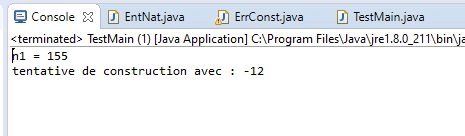 Console EntNat.java ErrConst.java TestMain.java
<terminated> TestMain (1) [Java Application] C:\Program Files\Java\jre1.8.0_211\bin\ja
n1 = 155
tentative de construction avec : -12